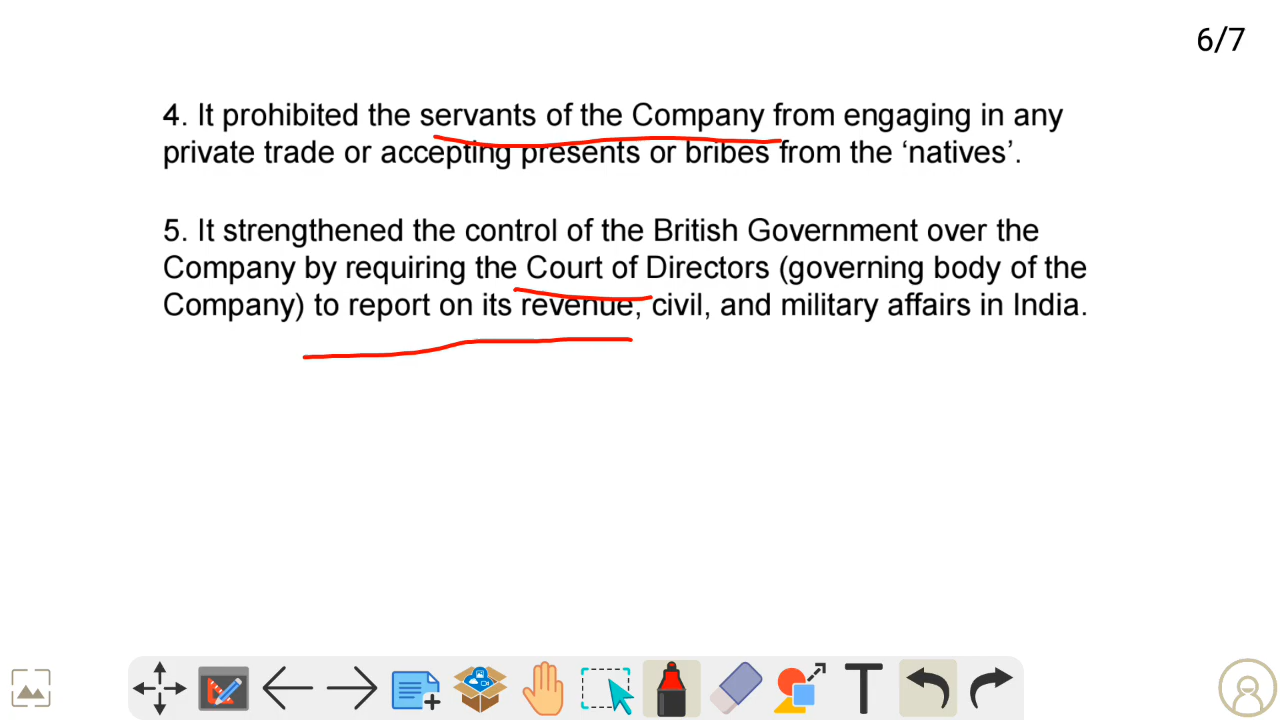 6/7
4. It prohibited the servants of the Company from engaging in any
private trade or accepting presents or bribes from the ‘natives’.
5. It strengthened the control of the British Government over the
Company by requiring the Court of Directors (governing body of the
Company) to report on its revenue, civil, and military affairs in India.
T